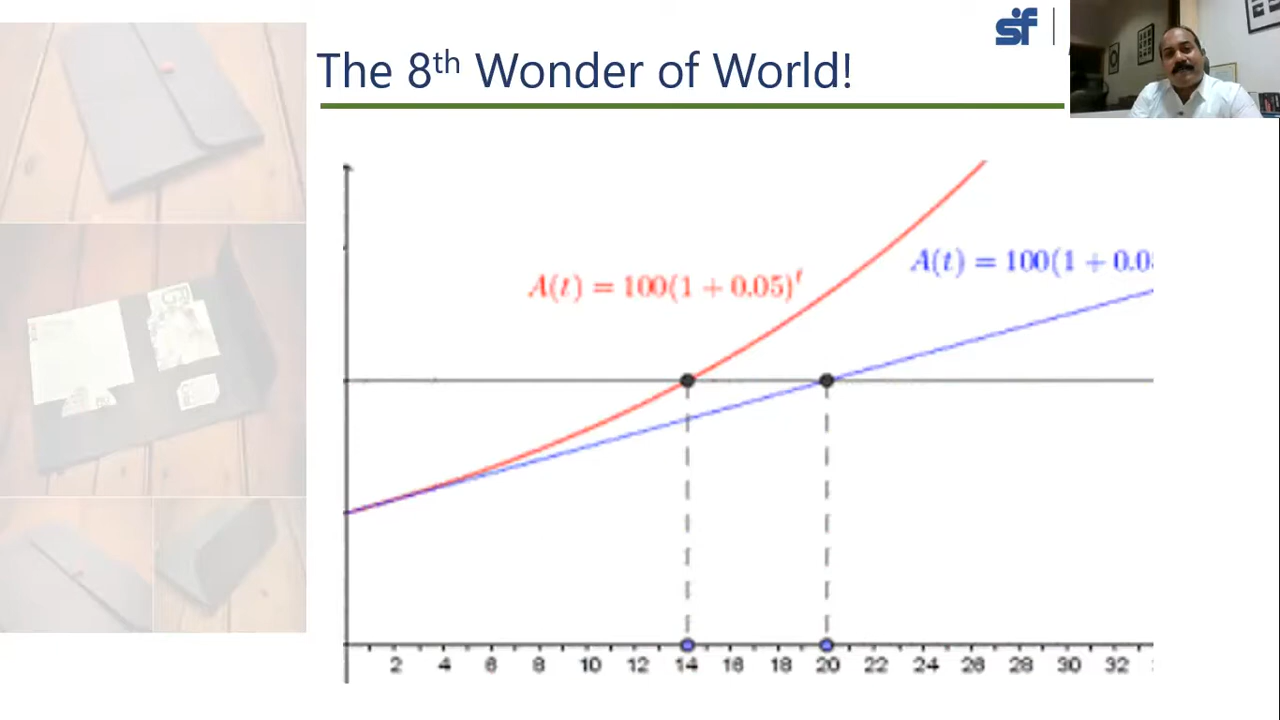 sf
The 8th Wonder of World!
A(t) = 100(1 + 0.05)^t
A(t) = 100(1 + 0.0
2 4 6 8 10 12 14 16 18 20 22 24 26 28 30 32